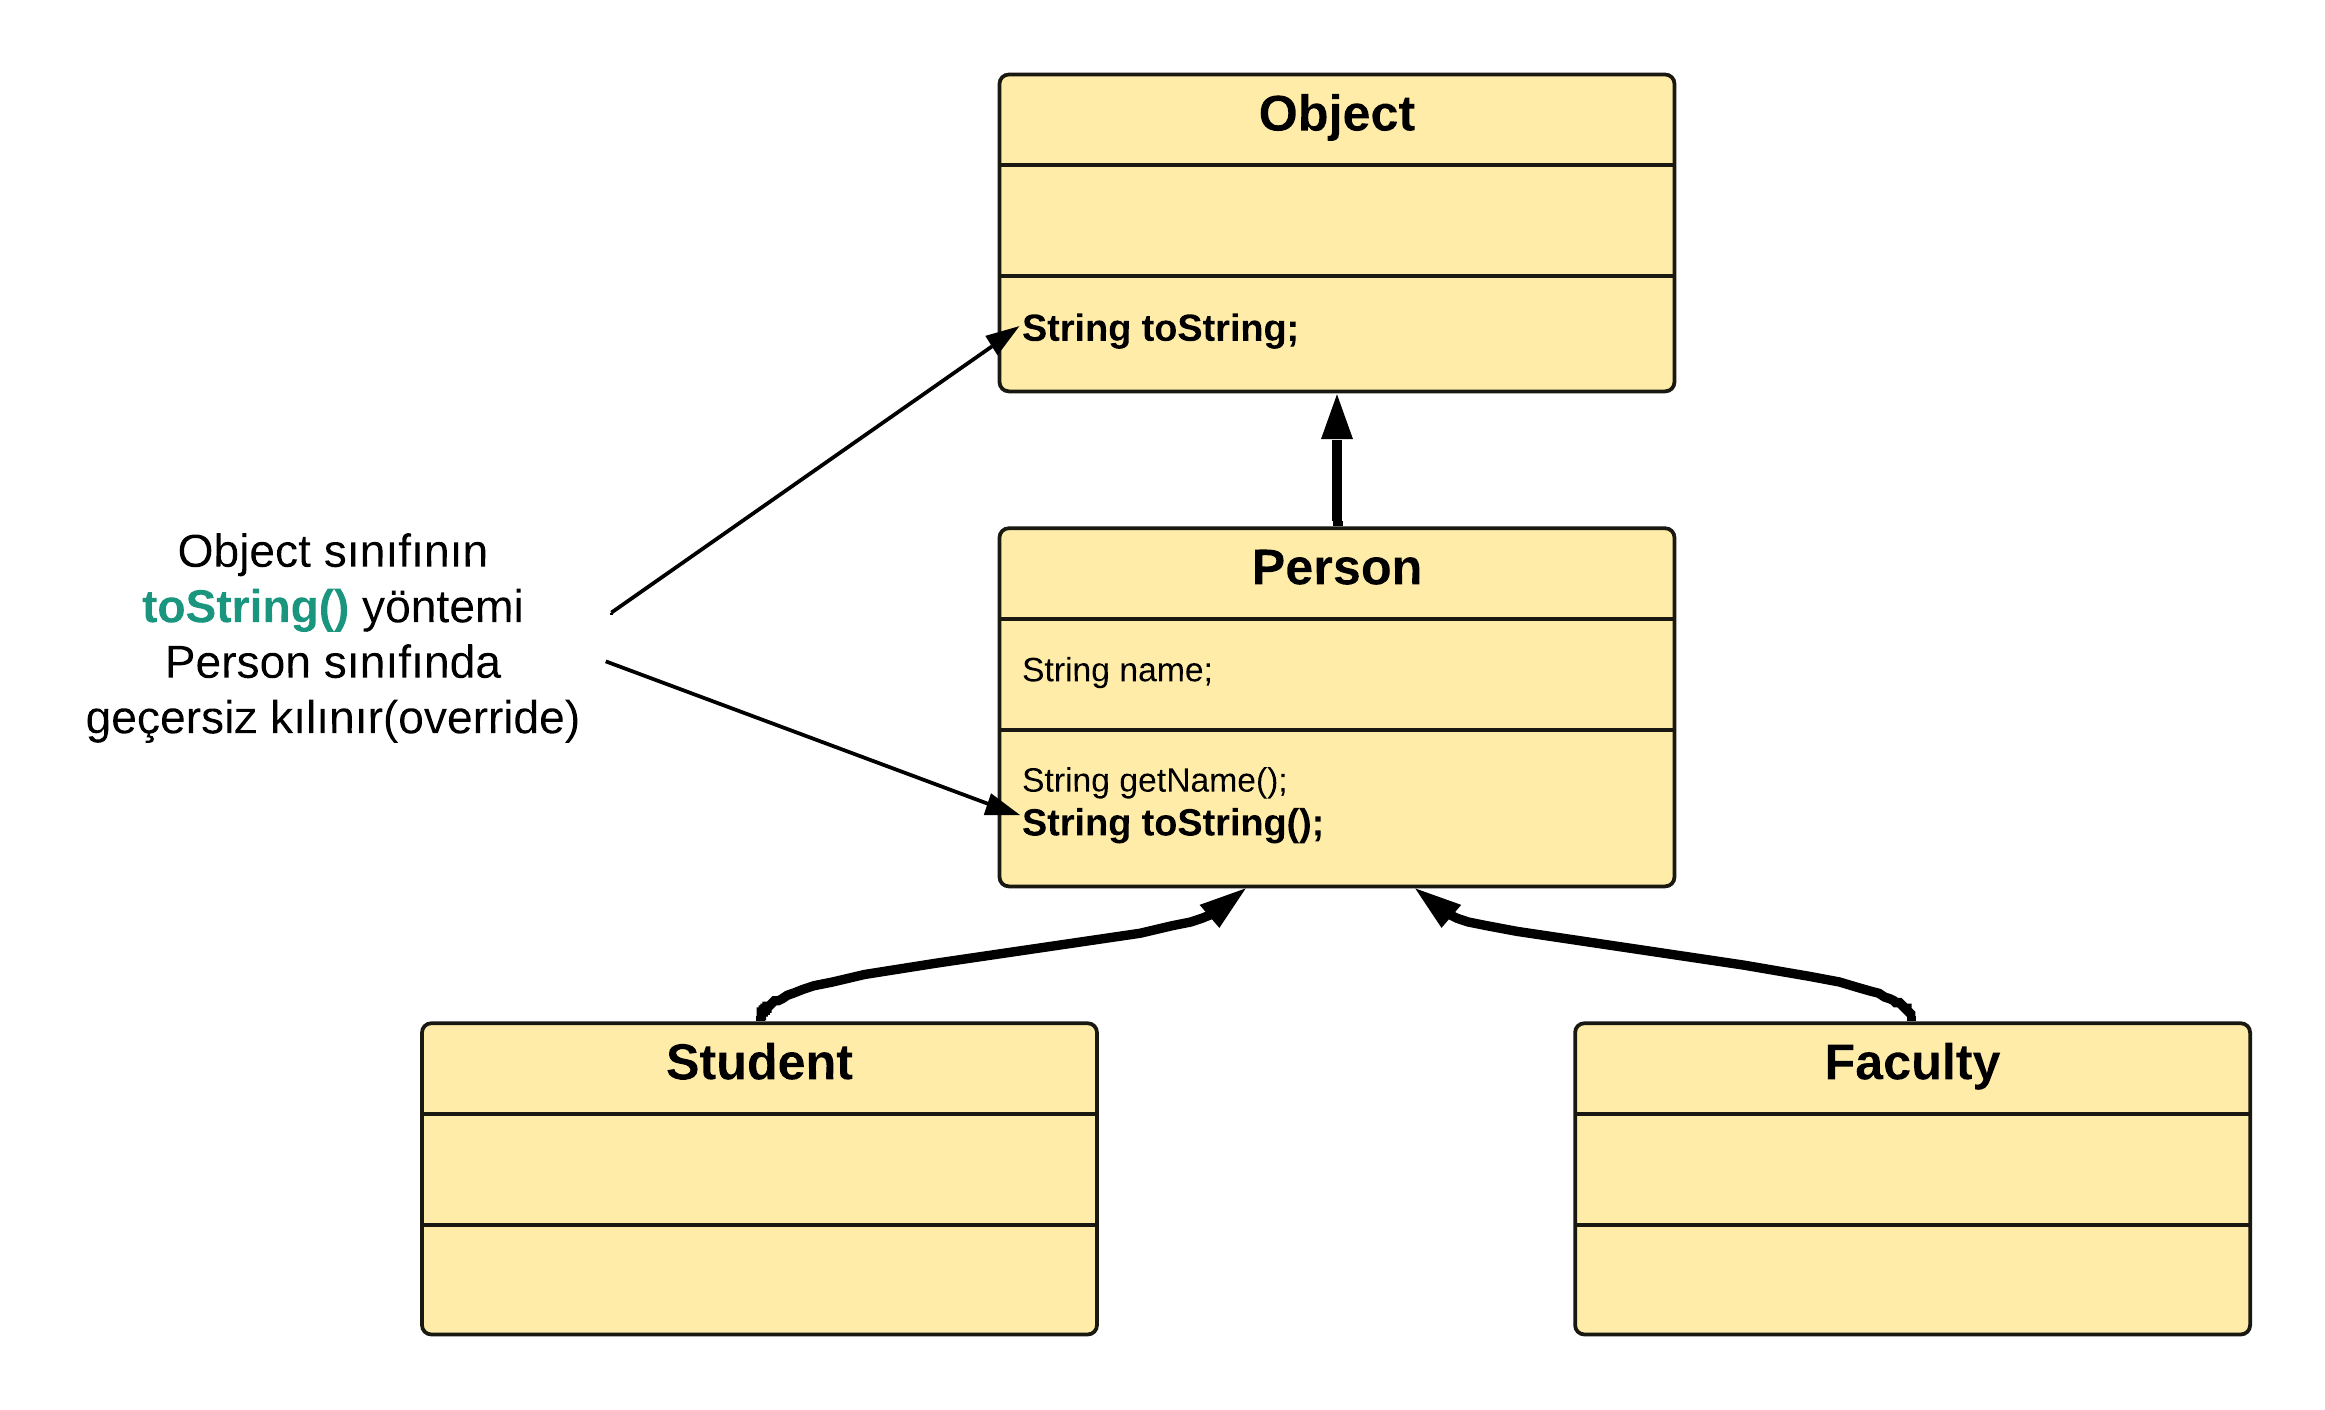 Object
String toString;
Object sınıfının
toString() yöntemi
Person sınıfında
geçersiz kılınır(override)
Person
String name;
String getName();
String toString();
Student
Faculty